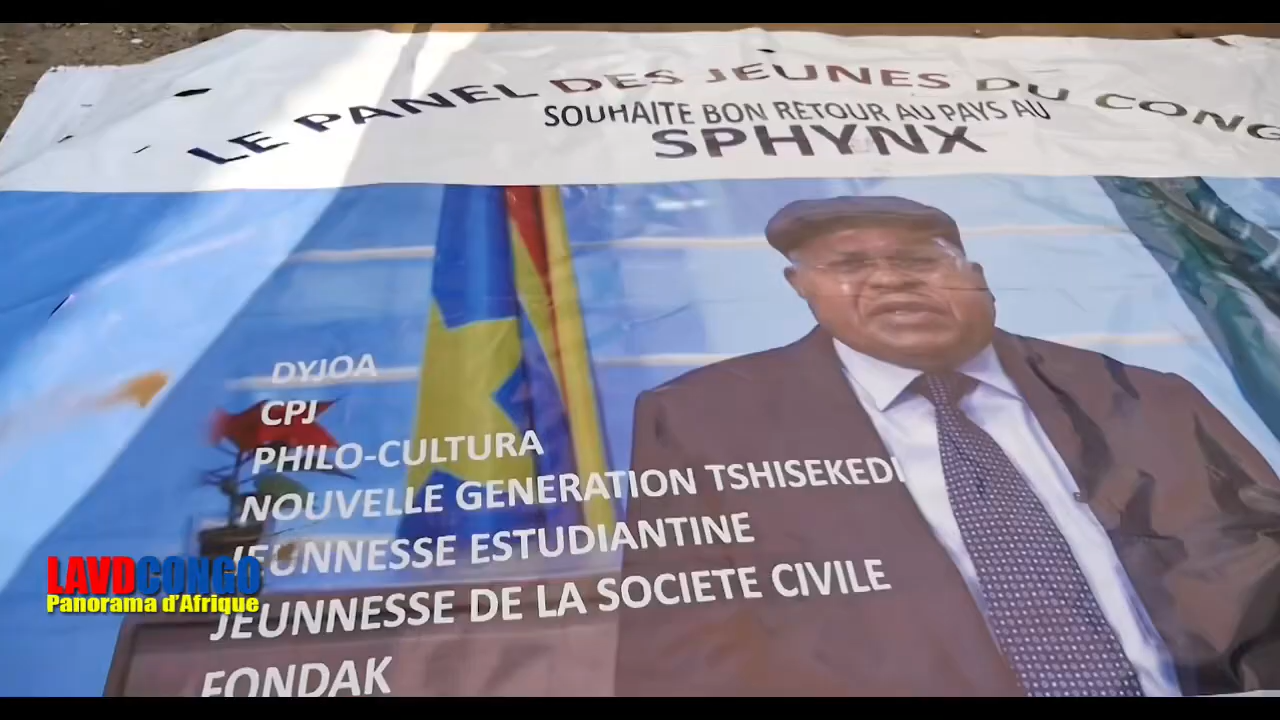 LE PANEL DES JEUNES DU CONG
SOUHAITE BON RETOUR AU PAYS AU
SPHYNX
DYJOA
CPJ
PHILO-CULTURA
NOUVELLE GENERATION TSHISEKEDI
JEUNNESSE ESTUDIANTINE
JEUNNESSE DE LA SOCIETE CIVILE
FONDAK
LAVDCONGO
Panorama d'Afrique